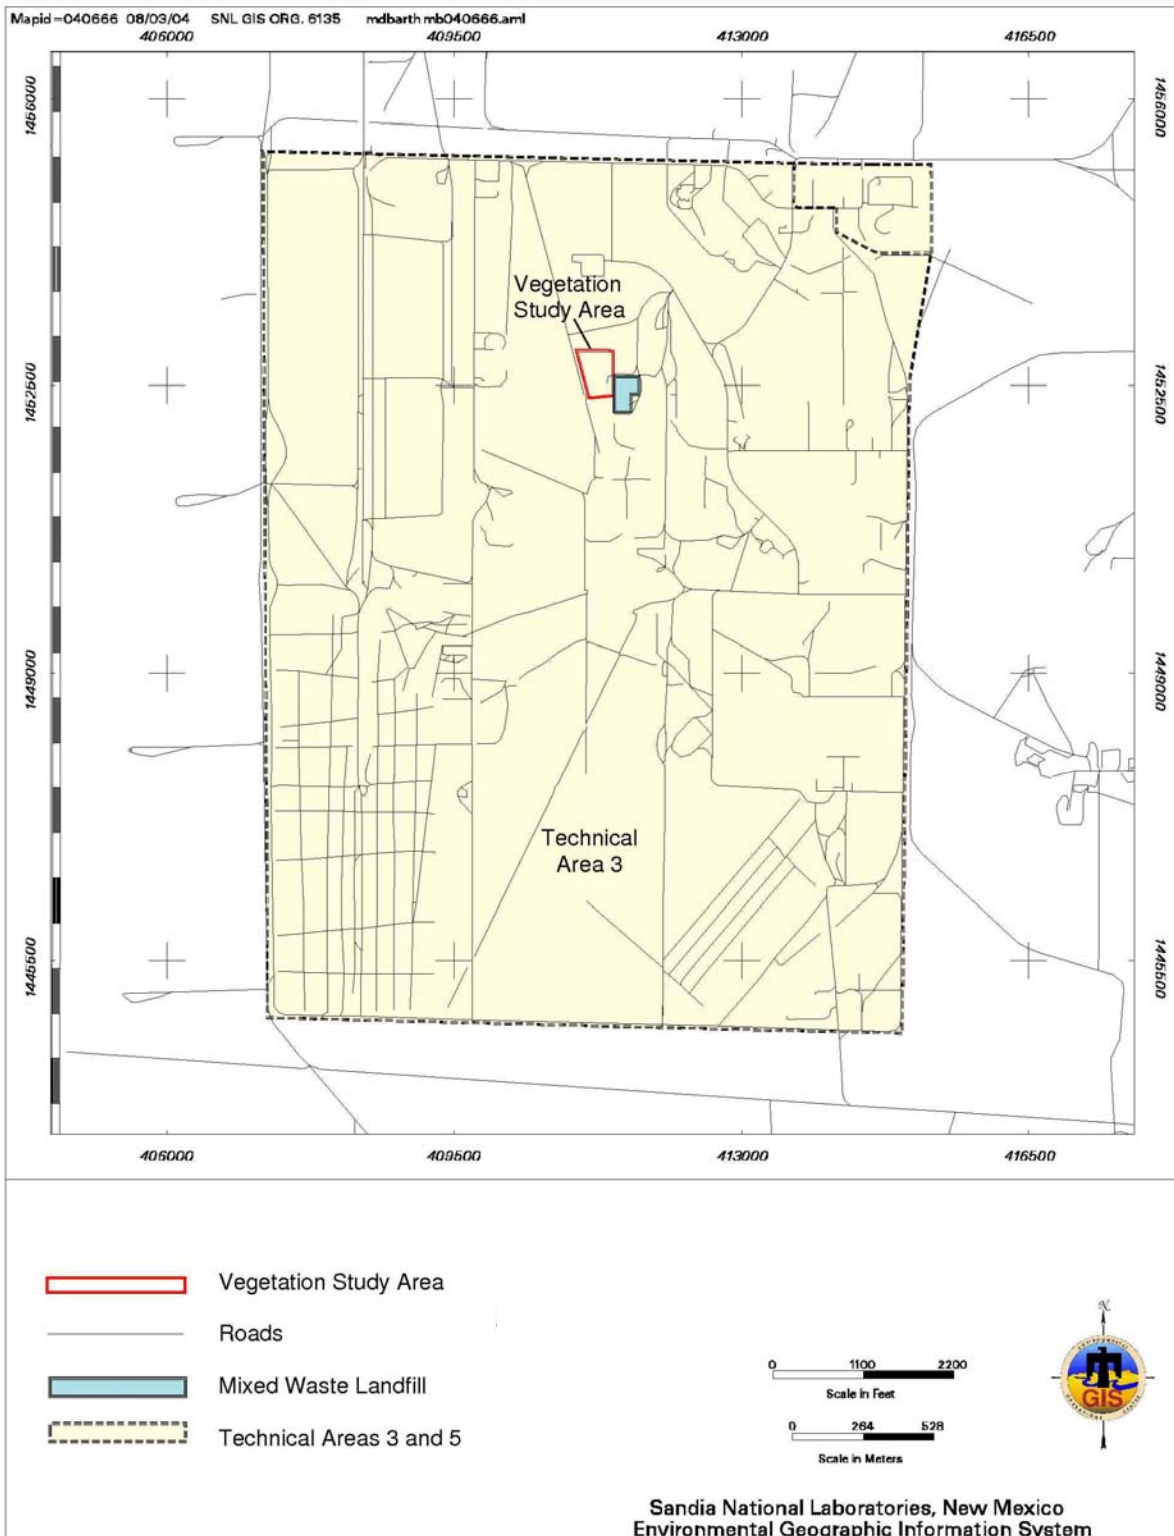 Mapid=040666 08/03/04 SNL GIS ORG. 6135 mdbarth mb040666.aml
406000 409500 413000 416500
1456000 1456000
Vegetation
Study Area
1452500 1452500
1449000 1449000
Technical
Area 3
1445500 1445500
406000 409500 413000 416500
Vegetation Study Area
Roads
Mixed Waste Landfill
Technical Areas 3 and 5
0 1100 2200
Scale in Feet
0 264 528
Scale in Meters
N
GIS
Sandia National Laboratories, New Mexico
Environmental Geographic Information System